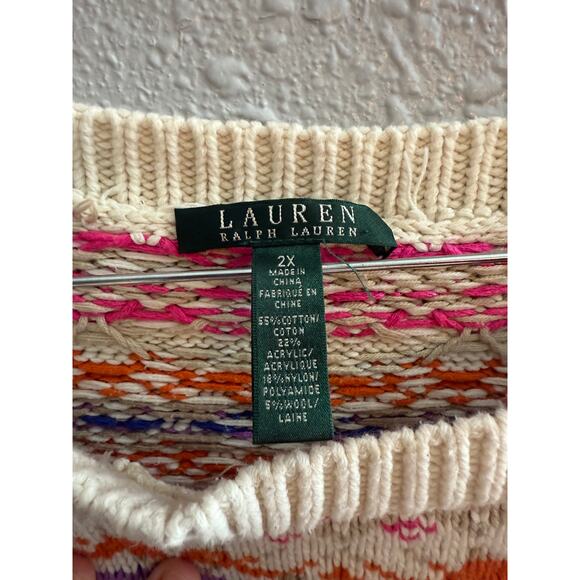 LAUREN
RALPH LAUREN
2X
MADE IN
CHINA
FABRIQUÉ EN
CHINE
55%COTTON/
COTON
22%
ACRYLIC/
ACRYLIQUE
18%NYLON/
POLYAMIDE
5%WOOL/
LAINE